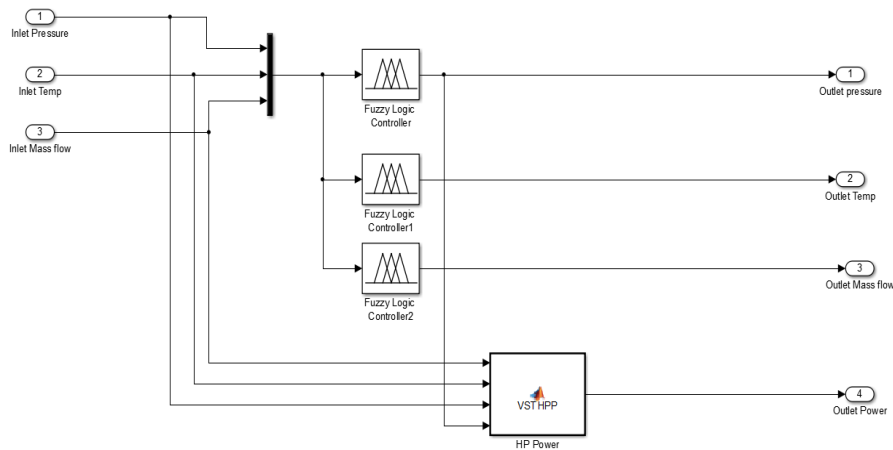 1
Inlet Pressure
2
Inlet Temp
3
Inlet Mass flow
Fuzzy Logic
Controller
1
Outlet pressure
Fuzzy Logic
Controller1
2
Outlet Temp
Fuzzy Logic
Controller2
3
Outlet Mass flow
VST HPP
HP Power
4
Outlet Power